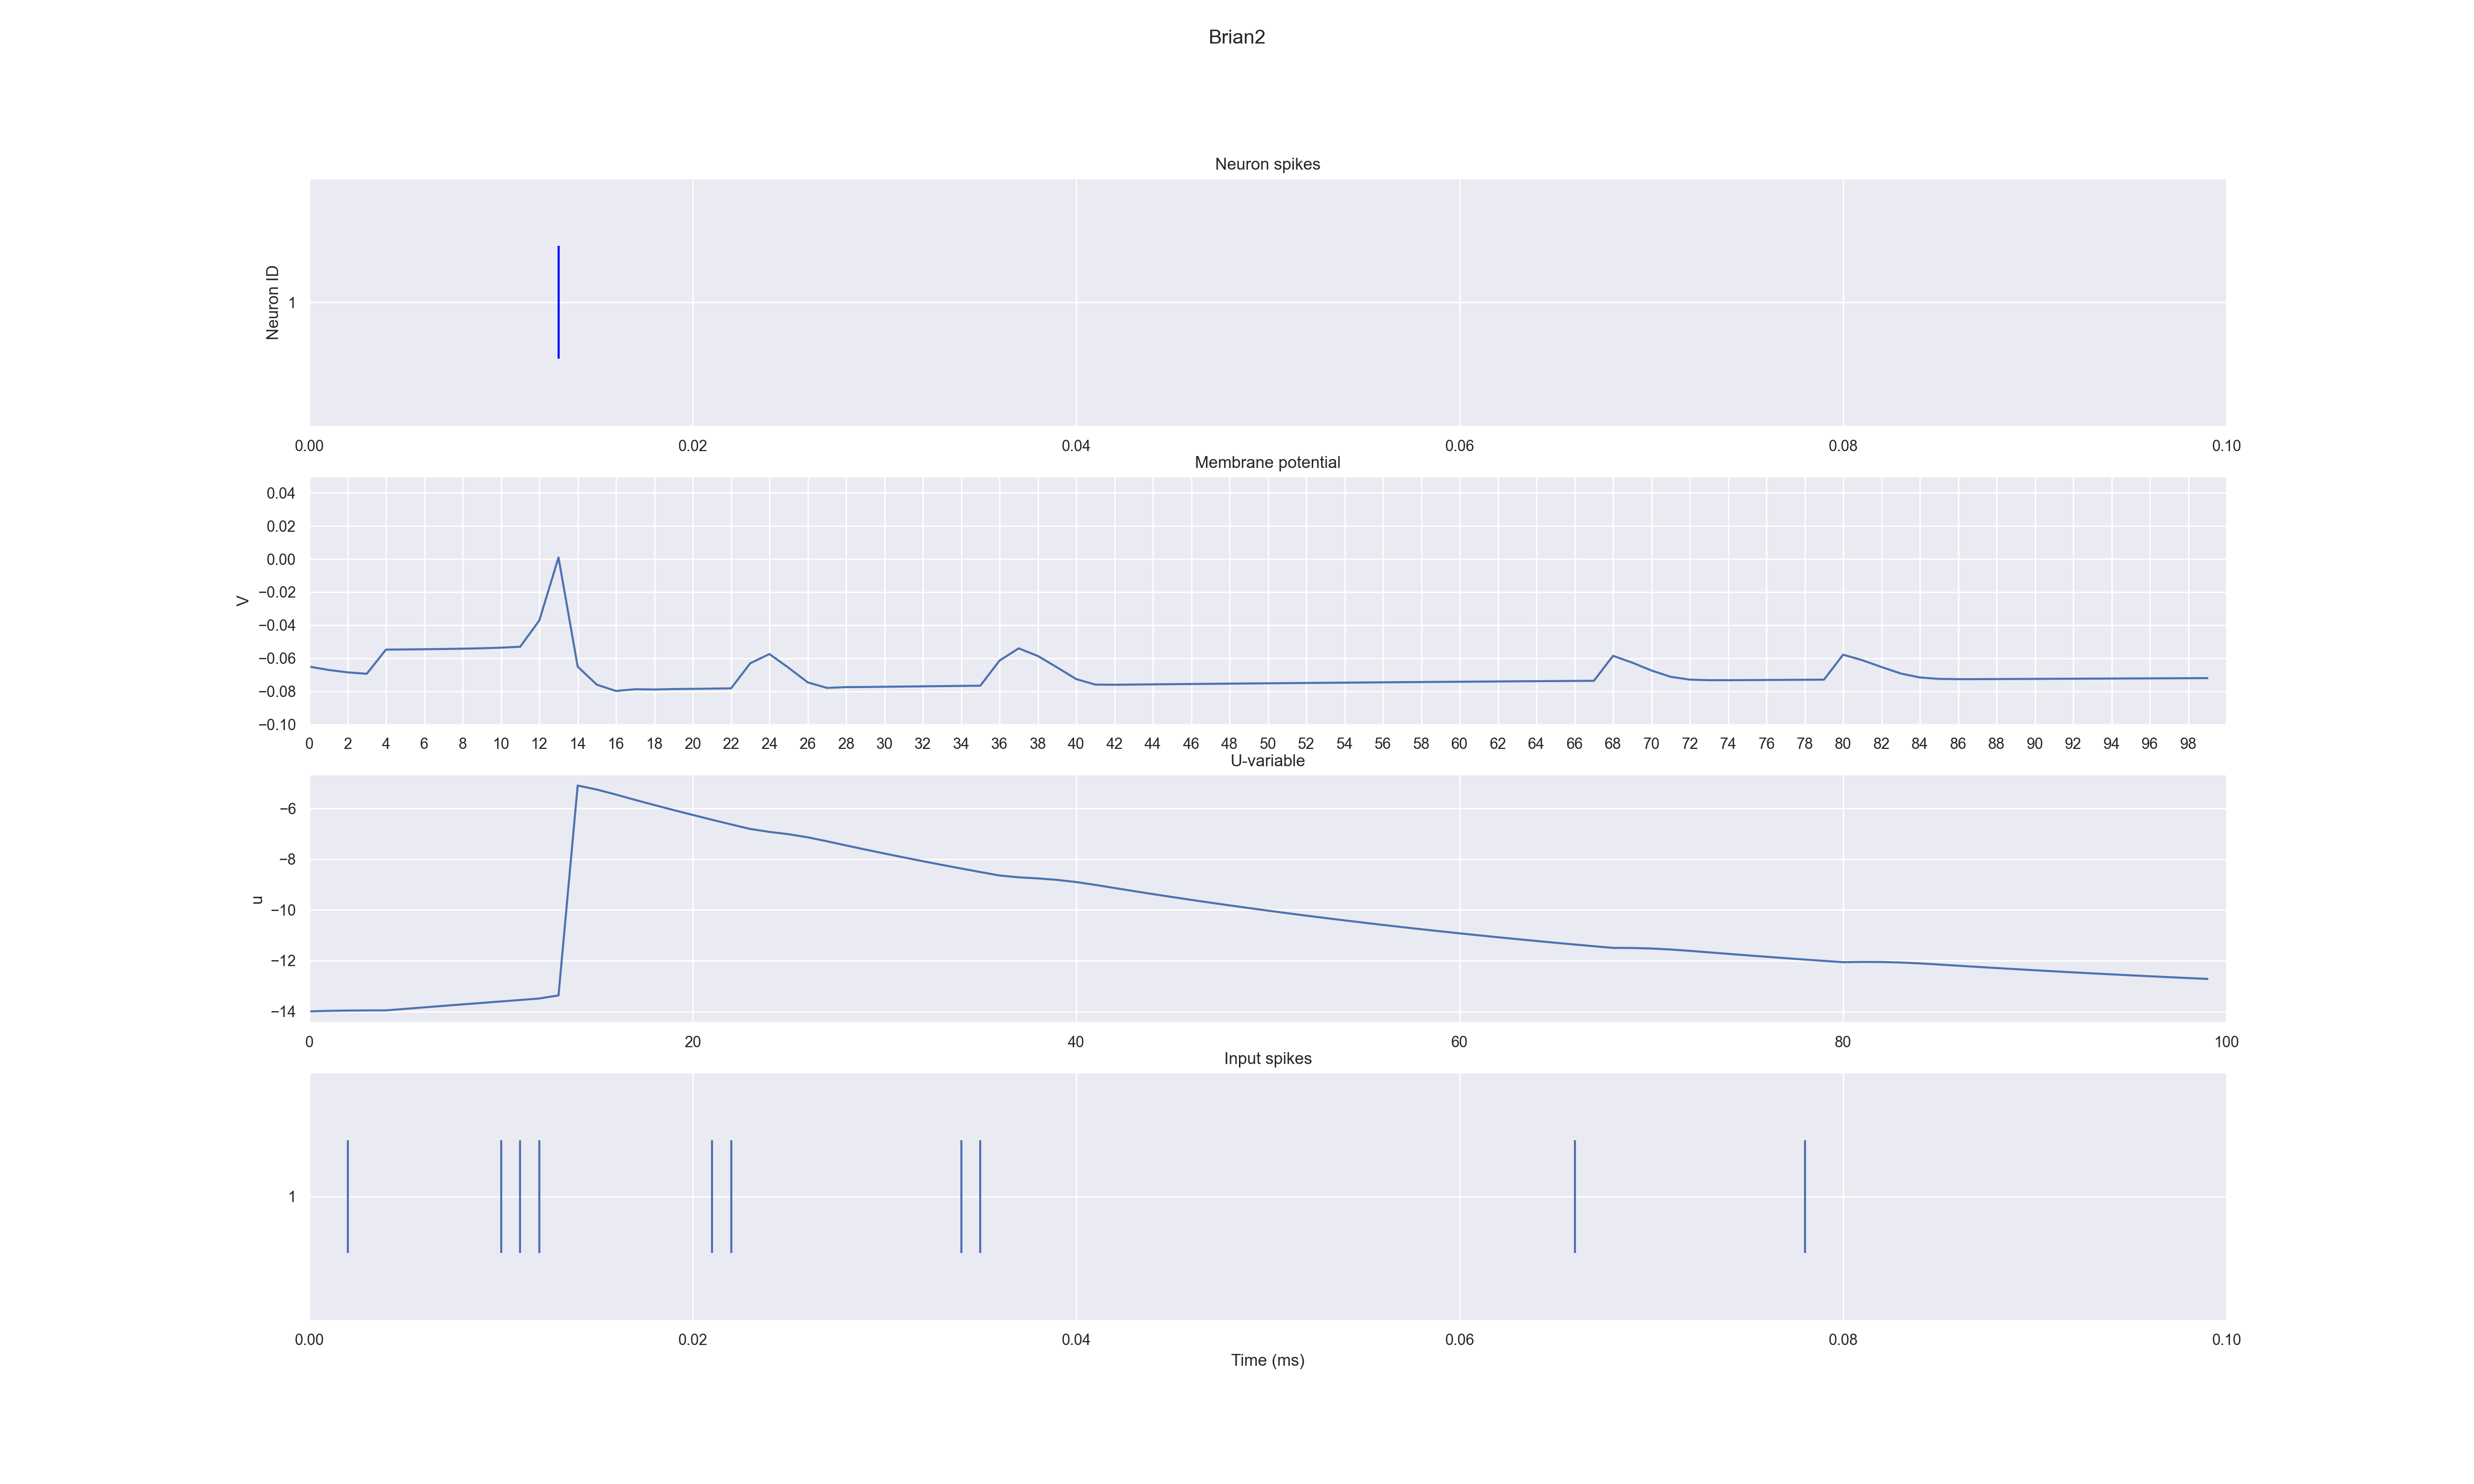 Brian2
Neuron spikes
Neuron ID
1
0.00 0.02 0.04 0.06 0.08 0.10
Membrane potential
V
0.04
0.02
0.00
−0.02
−0.04
−0.06
−0.08
−0.10
0 2 4 6 8 10 12 14 16 18 20 22 24 26 28 30 32 34 36 38 40 42 44 46 48 50 52 54 56 58 60 62 64 66 68 70 72 74 76 78 80 82 84 86 88 90 92 94 96 98
U-variable
u
−6
−8
−10
−12
−14
0 20 40 60 80 100
Input spikes
1
0.00 0.02 0.04 0.06 0.08 0.10
Time (ms)